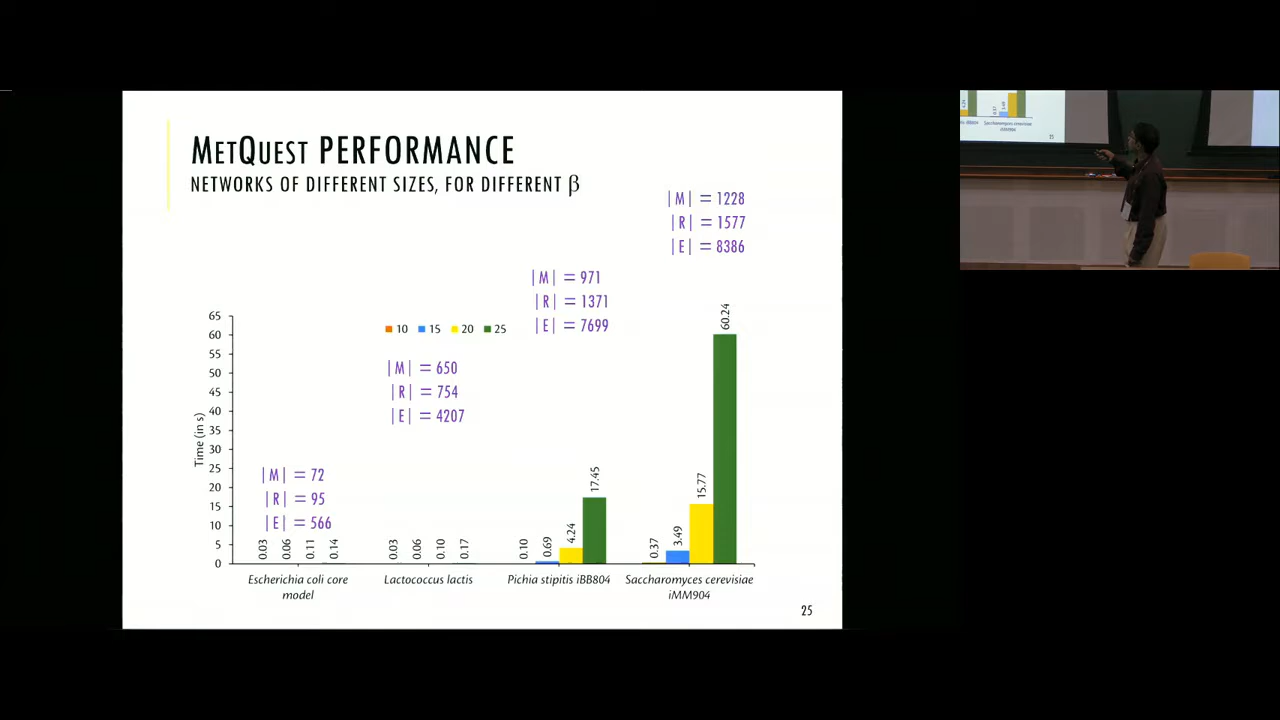 METQUEST PERFORMANCE
NETWORKS OF DIFFERENT SIZES, FOR DIFFERENT β
|M| = 1228
|R| = 1577
|E| = 8386
|M| = 971
|R| = 1371
|E| = 7699
10 15 20 25
|M| = 650
|R| = 754
|E| = 4207
|M| = 72
|R| = 95
|E| = 566
Time (in s)
65
60
55
50
45
40
35
30
25
20
15
10
5
0
0.03 0.06 0.11 0.14
0.03 0.06 0.10 0.17
0.10 0.69 4.24 17.45
0.37 3.49 15.77 60.24
Escherichia coli core
model
Lactococcus lactis
Pichia stipitis iBB804
Saccharomyces cerevisiae
iMM904
25